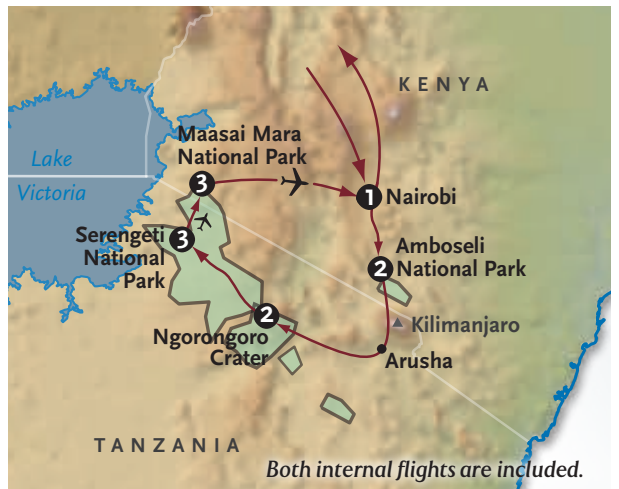 KENYA
Maasai Mara
National Park
Lake
Victoria
3
1
Nairobi
Serengeti
National
Park
3
Amboseli
National Park
2
2
Ngorongoro
Crater
Kilimanjaro
Arusha
TANZANIA
Both internal flights are included.